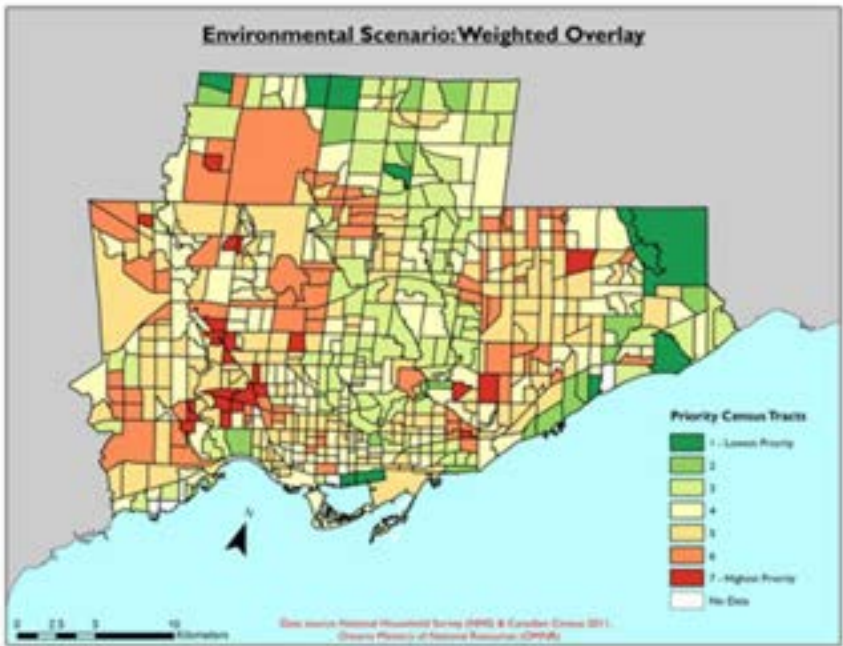 Environmental Scenario: Weighted Overlay
Priority Census Tracts
1 - Lowest Priority
2
3
4
5
6
7 - Highest Priority
No Data
N
0 2.5 5 10
Kilometers
Data source: National Household Survey (NHS) & Canadian Census 2011,
Ontario Ministry of National Resources (OMNR)